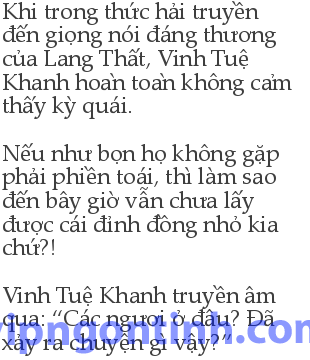 Khi trong thức hải truyền
đến giọng nói đáng thương
của Lang Thất, Vinh Tuệ
Khanh hoàn toàn không cảm
thấy kỳ quái.
Nếu như bọn họ không gặp
phải phiền toái, thì làm sao
đến bây giờ vẫn chưa lấy
được cái đỉnh đồng nhỏ kia
chứ?!
Vinh Tuệ Khanh truyền âm
qua: “Các ngươi ở đâu? Đã
xảy ra chuyện gì vậy?”
vipngontinh.com